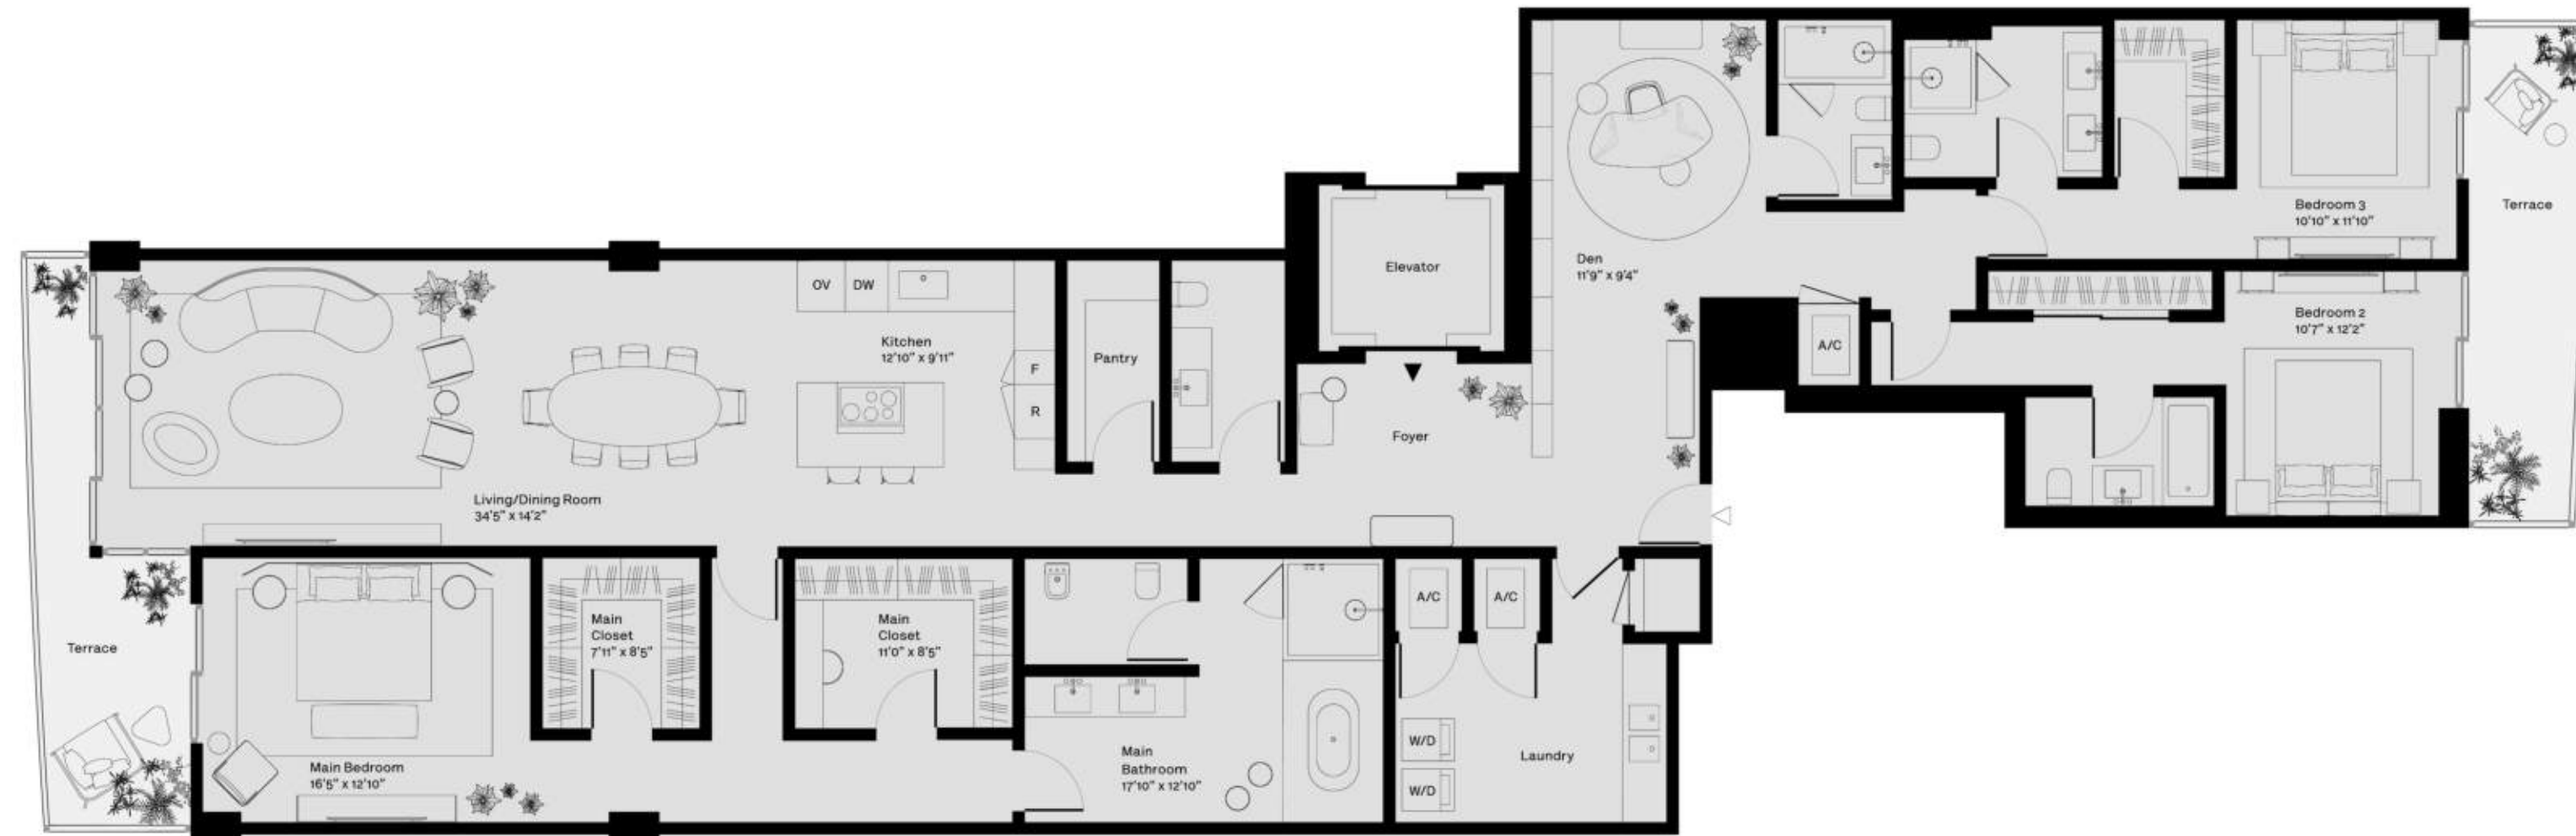 Terrace
Living/Dining Room
34'5" x 14'2"
OV
DW
Kitchen
12'10" x 9'11"
F
R
Pantry
Elevator
Foyer
Den
11'9" x 9'4"
A/C
Bedroom 3
10'10" x 11'10"
Bedroom 2
10'7" x 12'2"
Terrace
Main Bedroom
16'5" x 12'10"
Main
Closet
7'11" x 8'5"
Main
Closet
11'0" x 8'5"
Main
Bathroom
17'10" x 12'10"
A/C
A/C
W/D
W/D
Laundry